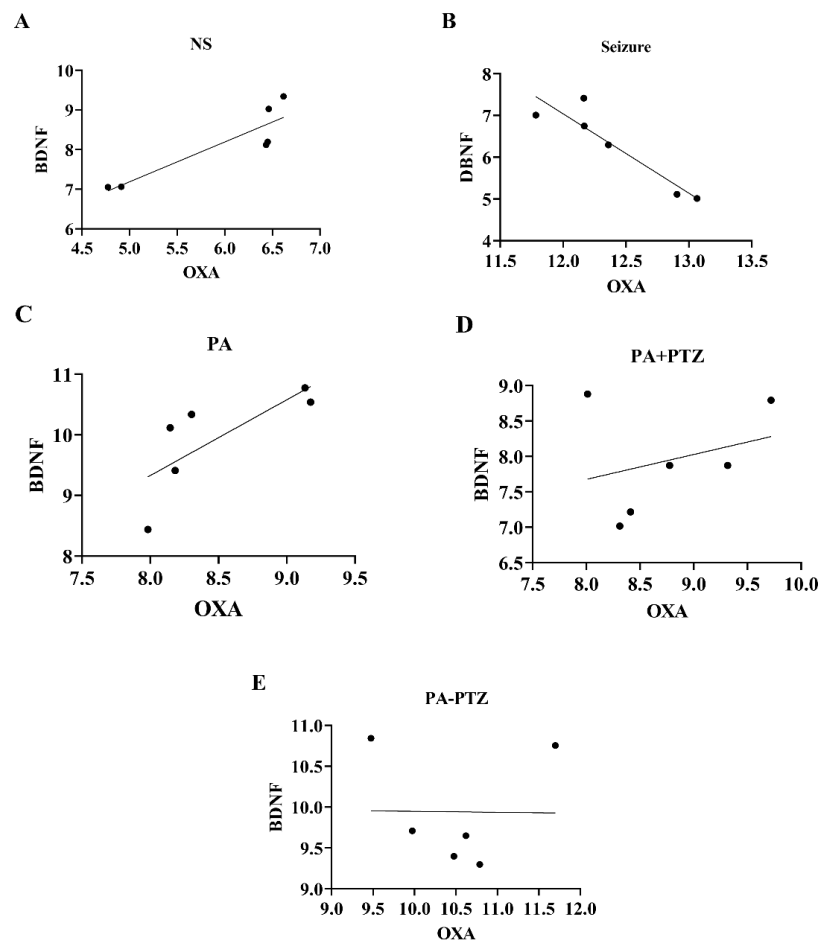 A
NS
10
9
8
7
6
BDNF
4.5 5.0 5.5 6.0 6.5 7.0
OXA
B
Seizure
8
7
6
5
4
DBNF
11.5 12.0 12.5 13.0 13.5
OXA
C
PA
11
10
9
8
BDNF
7.5 8.0 8.5 9.0 9.5
OXA
D
PA+PTZ
9.0
8.5
8.0
7.5
7.0
6.5
BDNF
7.5 8.0 8.5 9.0 9.5 10.0
OXA
E
PA-PTZ
11.0
10.5
10.0
9.5
9.0
BDNF
9.0 9.5 10.0 10.5 11.0 11.5 12.0
OXA